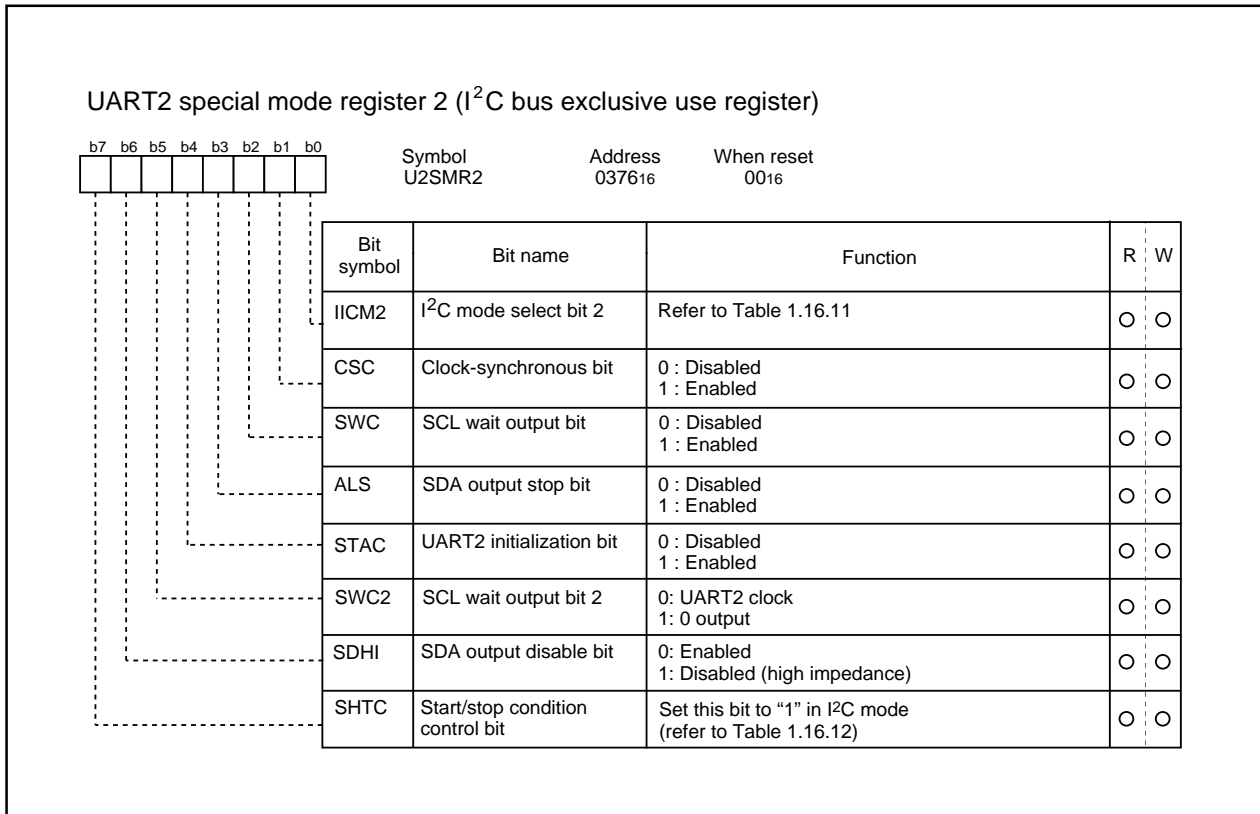 UART2 special mode register 2 (I2C bus exclusive use register)
b7 b6 b5 b4 b3 b2 b1 b0
Symbol Address When reset
U2SMR2 037616 0016
Bit symbol Bit name Function R W
IICM2 I2C mode select bit 2 Refer to Table 1.16.11
CSC Clock-synchronous bit 0 : Disabled
1 : Enabled
SWC SCL wait output bit 0 : Disabled
1 : Enabled
ALS SDA output stop bit 0 : Disabled
1 : Enabled
STAC UART2 initialization bit 0 : Disabled
1 : Enabled
SWC2 SCL wait output bit 2 0: UART2 clock
1: 0 output
SDHI SDA output disable bit 0: Enabled
1: Disabled (high impedance)
SHTC Start/stop condition Set this bit to “1” in I2C mode
control bit (refer to Table 1.16.12)